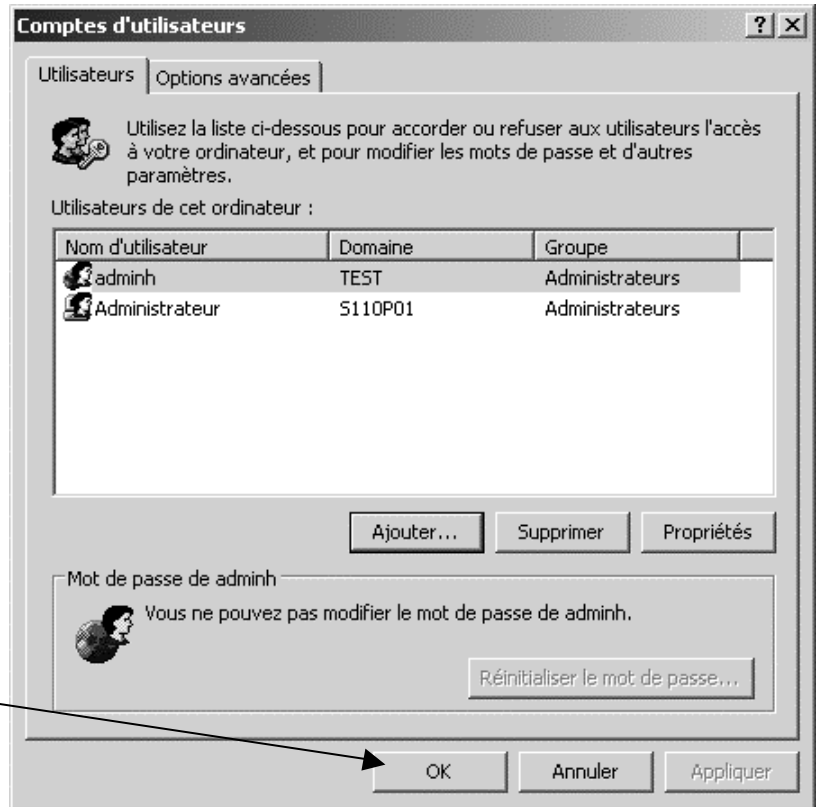 Comptes d'utilisateurs
Utilisateurs
Options avancées
Utilisez la liste ci-dessous pour accorder ou refuser aux utilisateurs l'accès
à votre ordinateur, et pour modifier les mots de passe et d'autres
paramètres.
Utilisateurs de cet ordinateur :
Nom d'utilisateur Domaine Groupe
adminh TEST Administrateurs
Administrateur S110P01 Administrateurs
Ajouter... Supprimer Propriétés
Mot de passe de adminh
Vous ne pouvez pas modifier le mot de passe de adminh.
Réinitialiser le mot de passe...
OK Annuler Appliquer